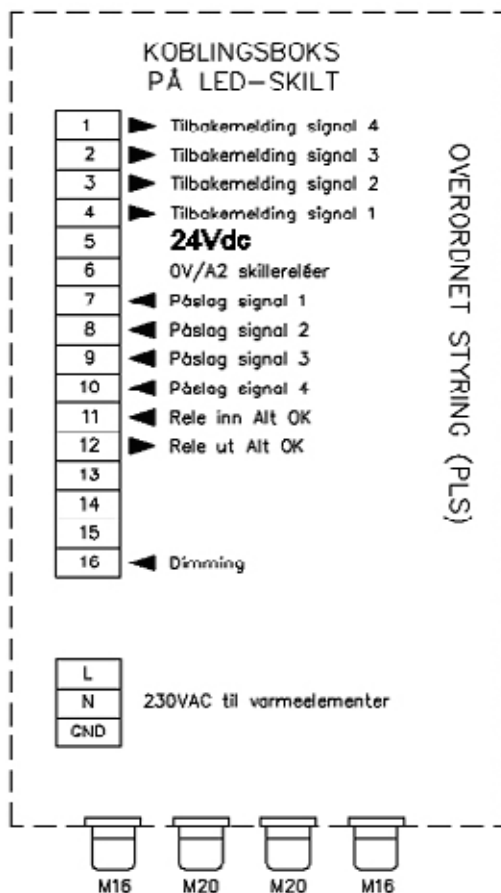 KOBLINGSBOKS
PÅ LED-SKILT
1 Tilbakemelding signal 4
2 Tilbakemelding signal 3
3 Tilbakemelding signal 2
4 Tilbakemelding signal 1
5 24Vdc
6 0V/A2 skillereléer
7 Påslag signal 1
8 Påslag signal 2
9 Påslag signal 3
10 Påslag signal 4
11 Rele inn Alt OK
12 Rele ut Alt OK
13
14
15
16 Dimming
OVERORDNET STYRING (PLS)
L
N 230VAC til varmeelementer
GND
M16 M20 M20 M16